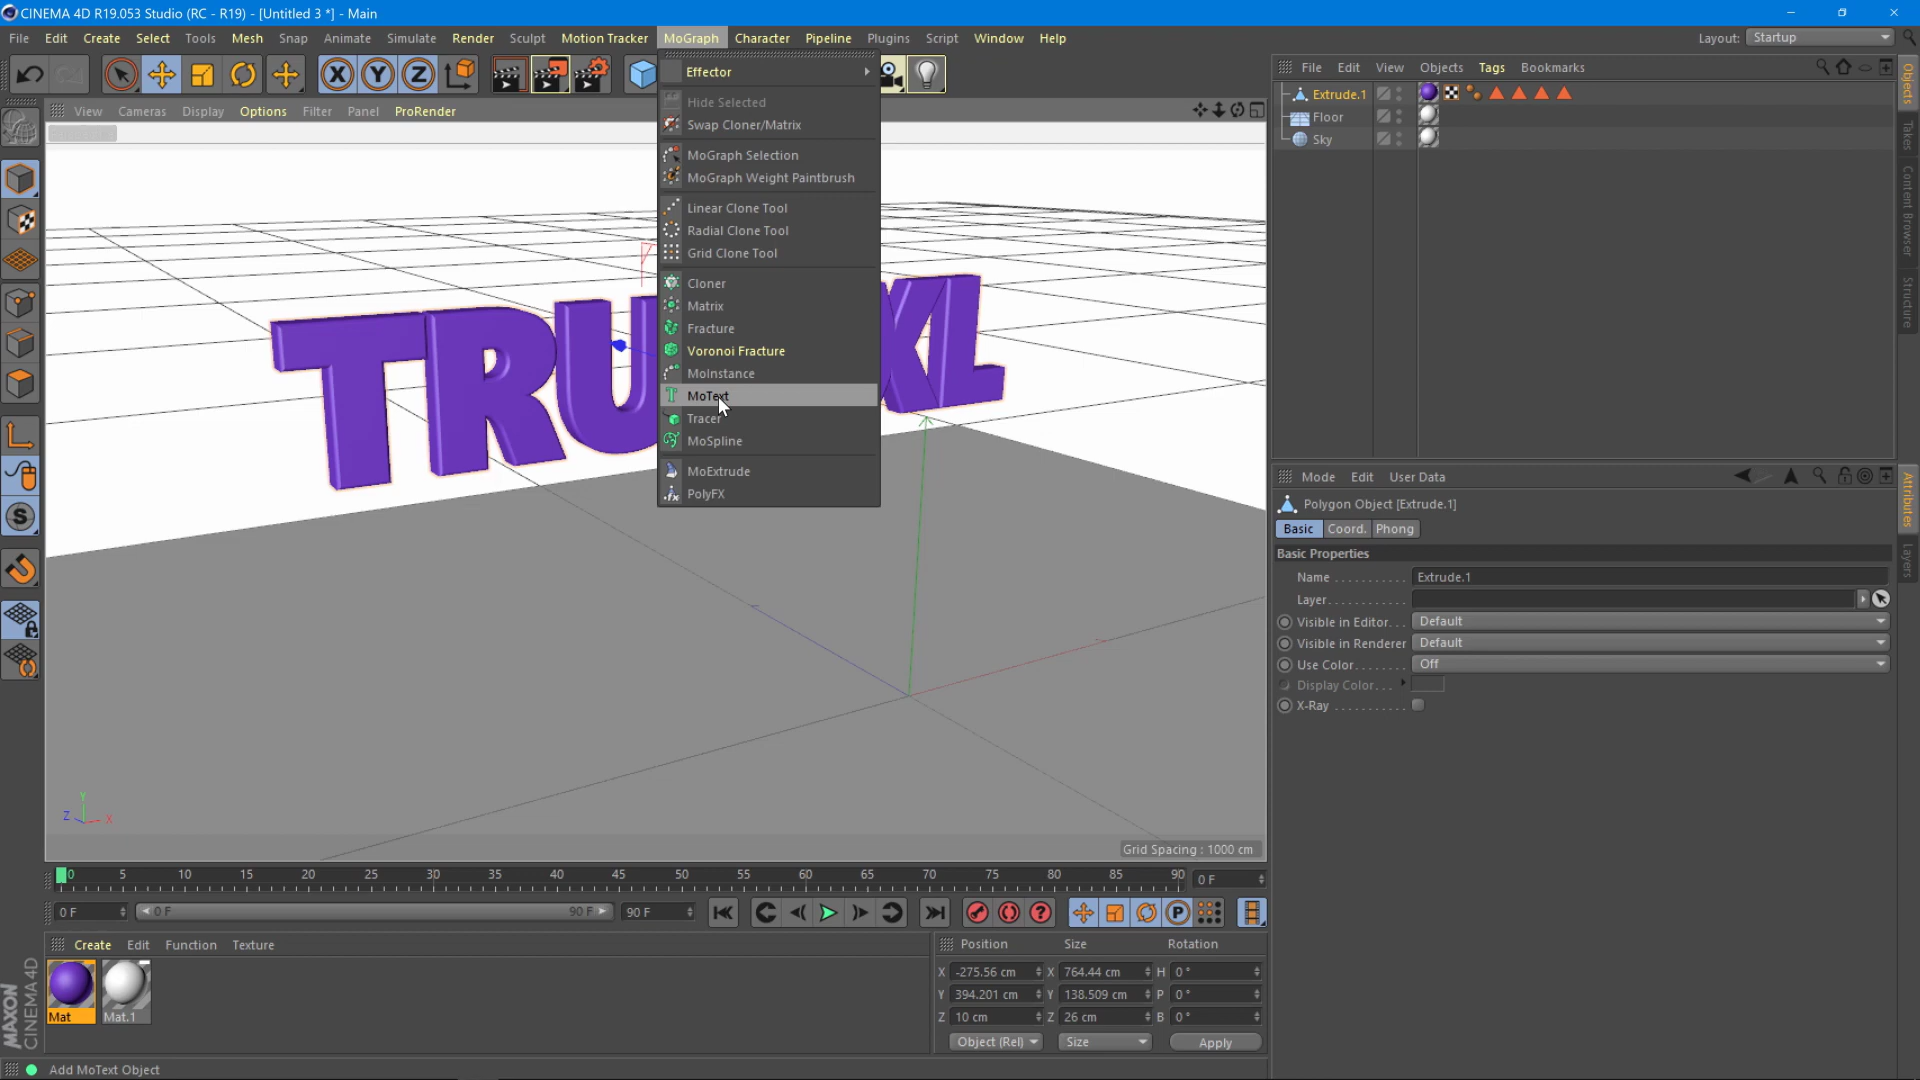 CINEMA 4D R19.053 Studio (RC - R19) - [Untitled 3 *] - Main
File Edit Create Select Tools Mesh Snap Animate Simulate Render Sculpt Motion Tracker MoGraph Character Pipeline Plugins Script Window Help
Layout: Startup
View Cameras Display Options Filter Panel ProRender
Effector
Hide Selected
Swap Cloner/Matrix
MoGraph Selection
MoGraph Weight Paintbrush
Linear Clone Tool
Radial Clone Tool
Grid Clone Tool
Cloner
Matrix
Fracture
Voronoi Fracture
MoInstance
MoText
Tracer
MoSpline
MoExtrude
PolyFX
TRU
KL
Y
Z X
Grid Spacing : 1000 cm
File Edit View Objects Tags Bookmarks
Extrude.1
Floor
Sky
Objects
Takes
Content Browser
Structure
Mode Edit User Data
Polygon Object [Extrude.1]
Basic Coord. Phong
Basic Properties
Name Extrude.1
Layer
Visible in Editor Default
Visible in Renderer Default
Use Color Off
Display Color
X-Ray
Attributes
Layers
0 5 10 15 20 25 30 35 40 45 50 55 60 65 70 75 80 85 90 0 F
0 F 0 F 90 F 90 F
Create Edit Function Texture
Mat Mat.1
Position Size Rotation
X -275.56 cm X 764.44 cm H 0 °
Y 394.201 cm Y 138.509 cm P 0 °
Z 10 cm Z 26 cm B 0 °
Object (Rel) Size Apply
MAXON
CINEMA 4D
Add MoText Object